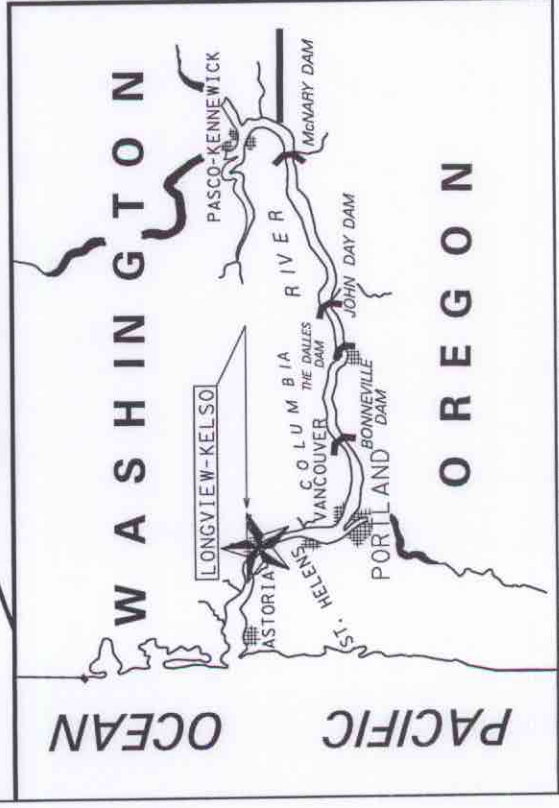 WASHINGTON
PASCO-KENNEWICK
LONGVIEW-KELSO
McNARY DAM
COLUMBIA RIVER
ASTORIA
ST. HELENS
VANCOUVER
THE DALLES
DAM
JOHN DAY DAM
BONNEVILLE
DAM
PORTLAND
OREGON
PACIFIC OCEAN